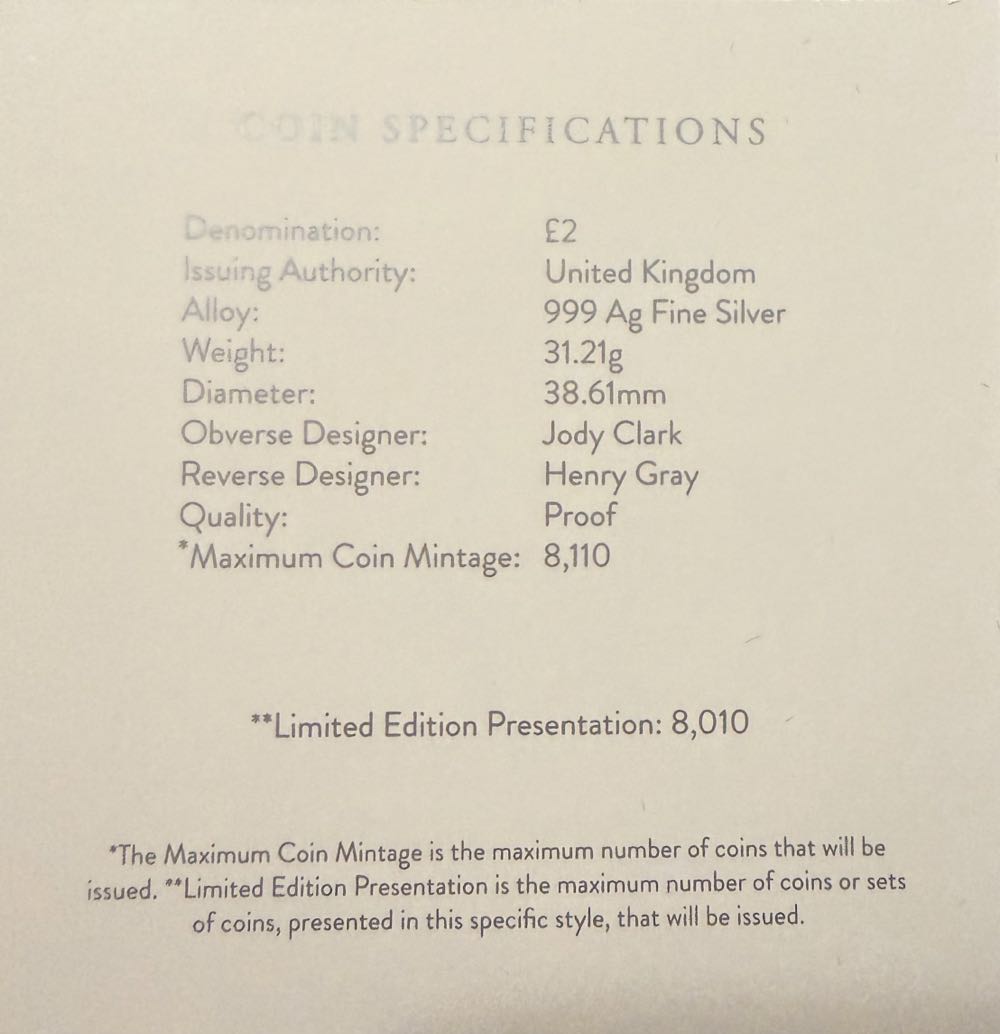 COIN SPECIFICATIONS
Denomination: £2
Issuing Authority: United Kingdom
Alloy: 999 Ag Fine Silver
Weight: 31.21g
Diameter: 38.61mm
Obverse Designer: Jody Clark
Reverse Designer: Henry Gray
Quality: Proof
*Maximum Coin Mintage: 8,110
**Limited Edition Presentation: 8,010
*The Maximum Coin Mintage is the maximum number of coins that will be
issued. **Limited Edition Presentation is the maximum number of coins or sets
of coins, presented in this specific style, that will be issued.